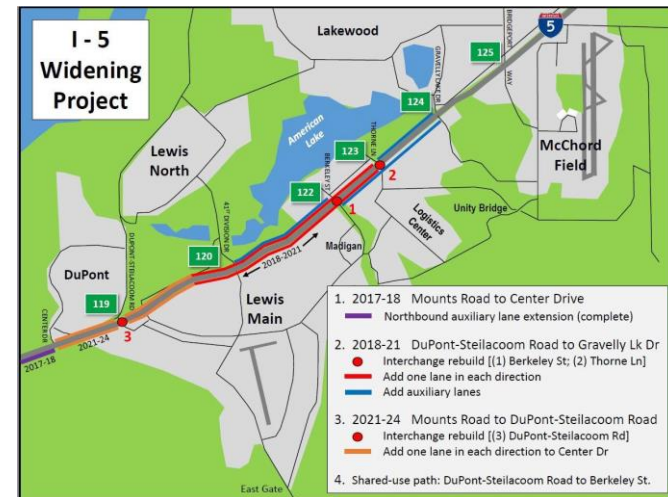 I - 5
Widening
Project
Lakewood
INTERSTATE
5
125
BRIDGEPORT
WAY
GRAVELLY LAKE DR
124
McChord
Field
American
Lake
THORNE LN
123
2
Lewis
North
BERKELEY ST
122
1
Logistics
Center
Unity Bridge
41ST DIVISION DR
Madigan
120
2018-2021
DUPONT-STEILACOOM RD
DuPont
119
Lewis
Main
CENTER DR
3
2021-24
2017-18
East Gate
1. 2017-18 Mounts Road to Center Drive
Northbound auxiliary lane extension (complete)
2. 2018-21 DuPont-Steilacoom Road to Gravelly Lk Dr
Interchange rebuild [(1) Berkeley St; (2) Thorne Ln]
Add one lane in each direction
Add auxiliary lanes
3. 2021-24 Mounts Road to DuPont-Steilacoom Road
Interchange rebuild [(3) DuPont-Steilacoom Rd]
Add one lane in each direction to Center Dr
4. Shared-use path: DuPont-Steilacoom Road to Berkeley St.